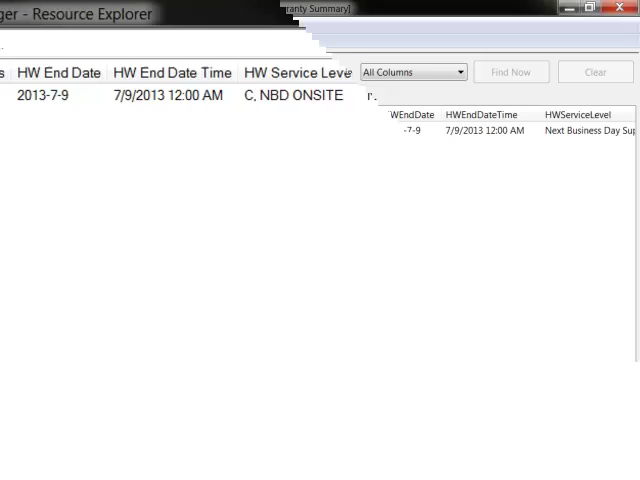 ger - Resource Explorer
ranty Summary]
HW End Date HW End Date Time HW Service Level
All Columns Find Now Clear
2013-7-9 7/9/2013 12:00 AM C, NBD ONSITE
WEndDate HWEndDateTime HWServiceLevel
-7-9 7/9/2013 12:00 AM Next Business Day Sup